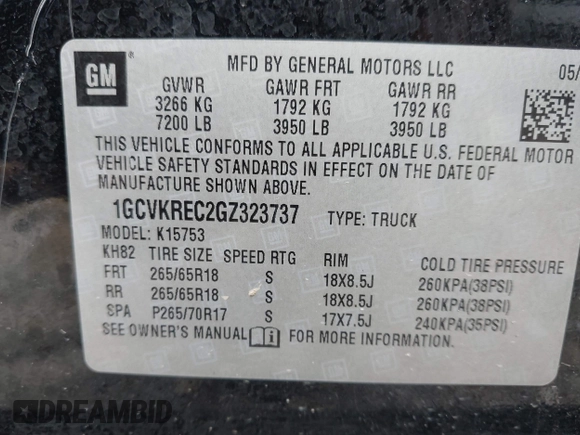 GM
MFD BY GENERAL MOTORS LLC 05/
GVWR GAWR FRT GAWR RR
3266 KG 1792 KG 1792 KG
7200 LB 3950 LB 3950 LB
THIS VEHICLE CONFORMS TO ALL APPLICABLE U.S. FEDERAL MOTOR
VEHICLE SAFETY STANDARDS IN EFFECT ON THE DATE OF
MANUFACTURE SHOWN ABOVE.
1GCVKREC2GZ323737 TYPE: TRUCK
MODEL: K15753
KH82 TIRE SIZE SPEED RTG RIM COLD TIRE PRESSURE
FRT 265/65R18 S 18X8.5J 260KPA(38PSI)
RR 265/65R18 S 18X8.5J 260KPA(38PSI)
SPA P265/70R17 S 17X7.5J 240KPA(35PSI)
SEE OWNER'S MANUAL FOR MORE INFORMATION.
DREAMBID